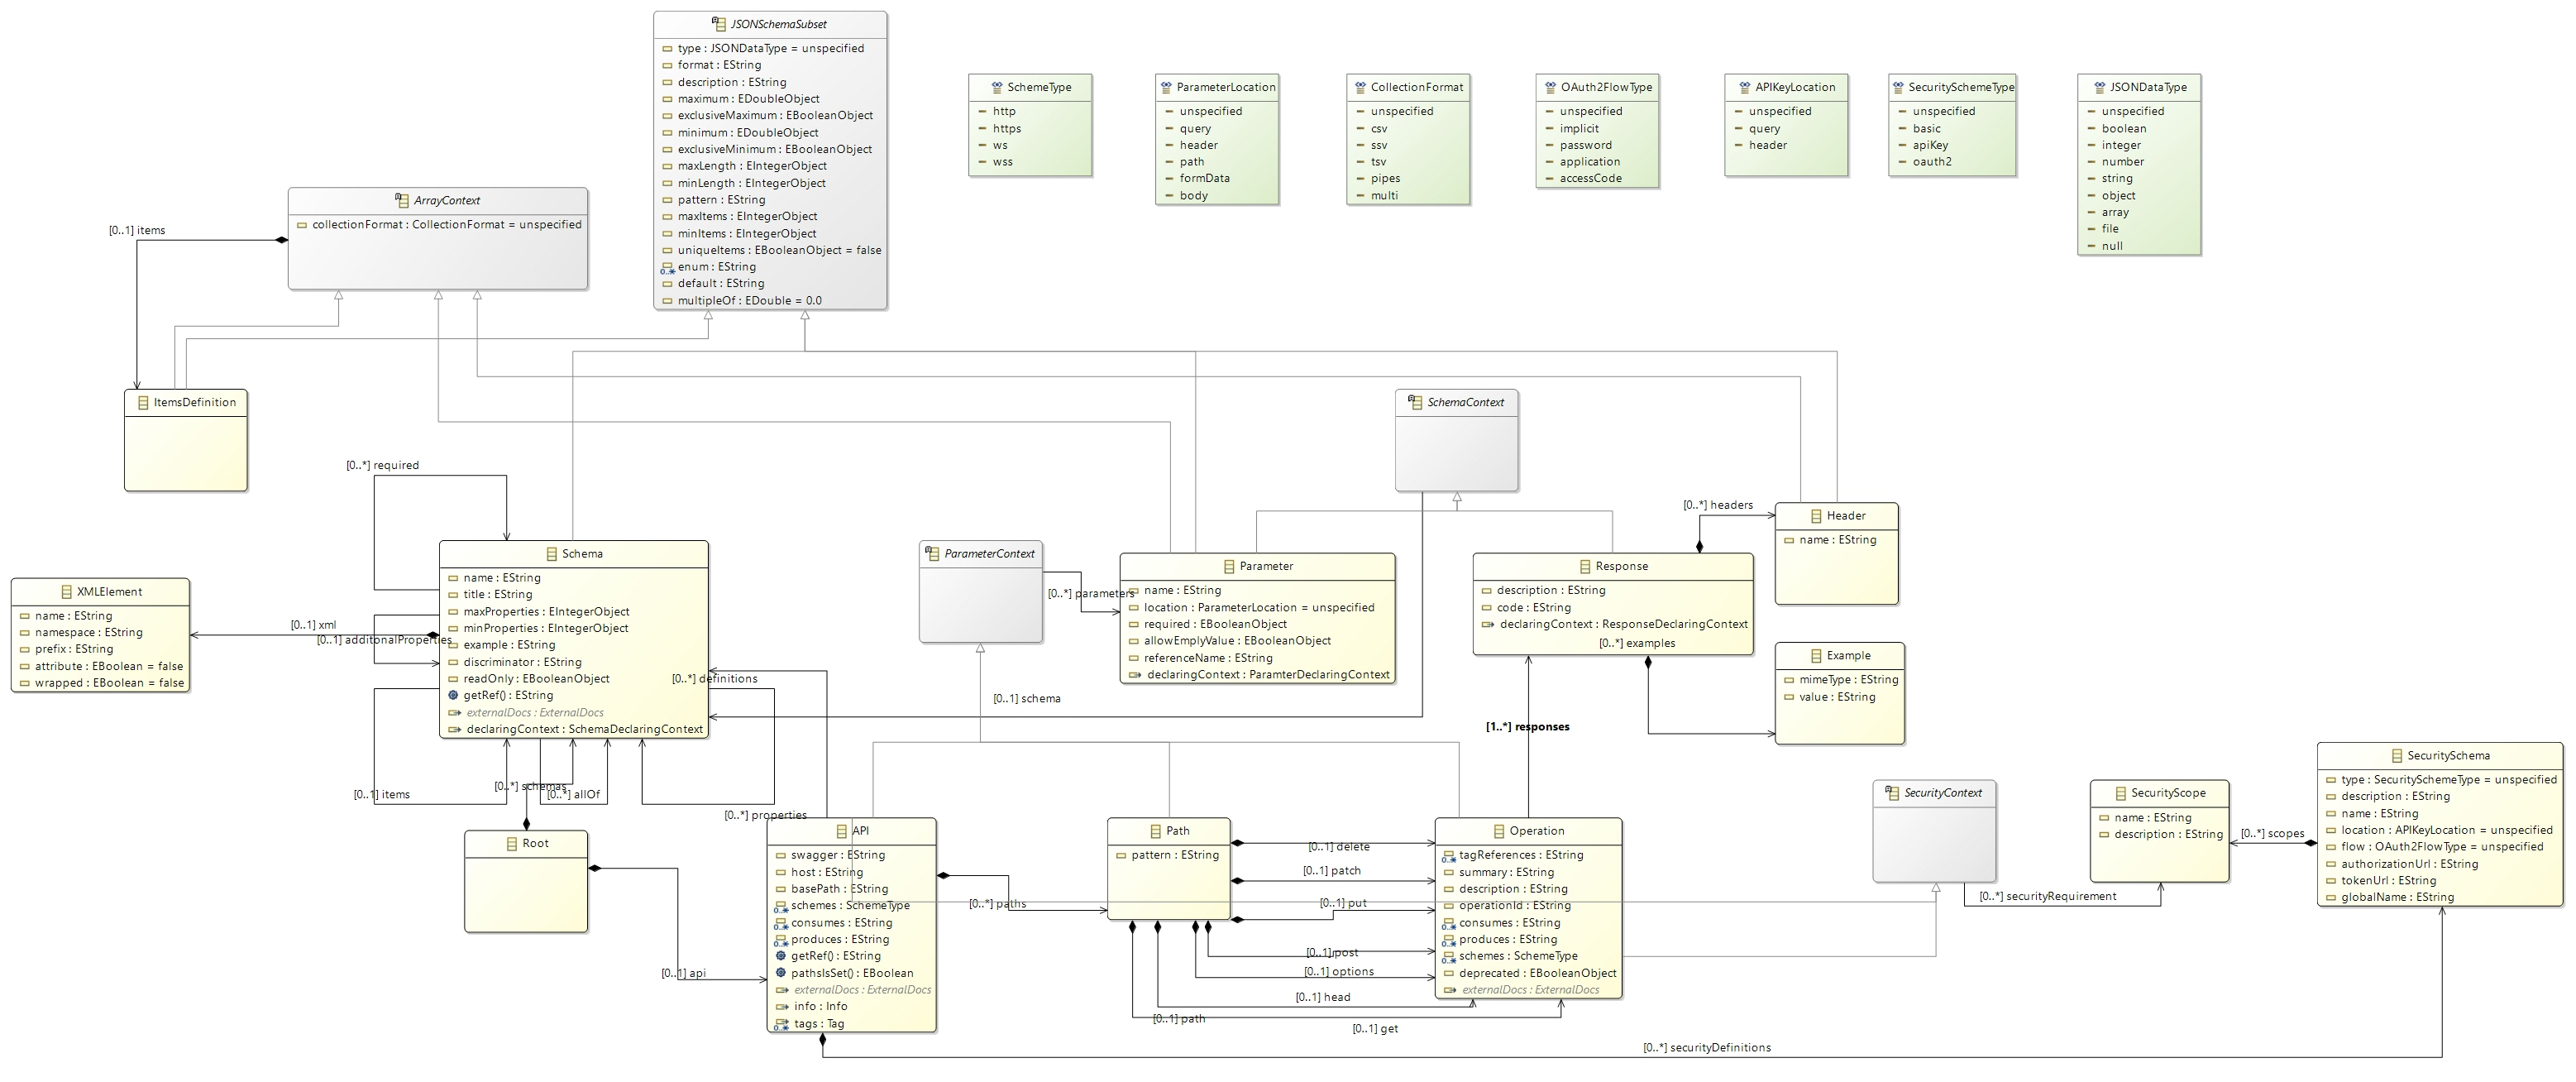 JSONSchemaSubset
type : JSONDataType = unspecified
format : EString
description : EString
maximum : EDoubleObject
exclusiveMaximum : EBooleanObject
minimum : EDoubleObject
exclusiveMinimum : EBooleanObject
maxLength : EIntegerObject
minLength : EIntegerObject
pattern : EString
maxItems : EIntegerObject
minItems : EIntegerObject
uniqueItems : EBooleanObject = false
0..* enum : EString
default : EString
multipleOf : EDouble = 0.0
SchemeType
http
https
ws
wss
ParameterLocation
unspecified
query
header
path
formData
body
CollectionFormat
unspecified
csv
ssv
tsv
pipes
multi
OAuth2FlowType
unspecified
implicit
password
application
accessCode
APIKeyLocation
unspecified
query
header
SecuritySchemeType
unspecified
basic
apiKey
oauth2
JSONDataType
unspecified
boolean
integer
number
string
object
array
file
null
ArrayContext
collectionFormat : CollectionFormat = unspecified
[0..1] items
ItemsDefinition
SchemaContext
[0..*] required
Schema
name : EString
title : EString
maxProperties : EIntegerObject
minProperties : EIntegerObject
example : EString
discriminator : EString
readOnly : EBooleanObject
getRef() : EString
externalDocs : ExternalDocs
declaringContext : SchemaDeclaringContext
XMLElement
name : EString
namespace : EString
prefix : EString
attribute : EBoolean = false
wrapped : EBoolean = false
[0..1] xml
[0..1] additonalProperties
[0..*] definitions
[0..1] items
[0..*] schemas
[0..*] allOf
[0..*] properties
ParameterContext
[0..*] parameters
[0..1] schema
Parameter
name : EString
location : ParameterLocation = unspecified
required : EBooleanObject
allowEmplyValue : EBooleanObject
referenceName : EString
declaringContext : ParamterDeclaringContext
Response
description : EString
code : EString
declaringContext : ResponseDeclaringContext
[0..*] examples
[0..*] headers
Header
name : EString
Example
mimeType : EString
value : EString
[1..*] responses
Root
[0..1] api
API
swagger : EString
host : EString
basePath : EString
0..* schemes : SchemeType
0..* consumes : EString
0..* produces : EString
getRef() : EString
pathsIsSet() : EBoolean
externalDocs : ExternalDocs
info : Info
0..* tags : Tag
[0..*] paths
Path
pattern : EString
[0..1] delete
[0..1] patch
[0..1] put
[0..1] post
[0..1] options
[0..1] head
[0..1] path
[0..1] get
Operation
0..* tagReferences : EString
summary : EString
description : EString
operationId : EString
0..* consumes : EString
0..* produces : EString
0..* schemes : SchemeType
deprecated : EBooleanObject
externalDocs : ExternalDocs
SecurityContext
[0..*] securityRequirement
SecurityScope
name : EString
description : EString
[0..*] scopes
SecuritySchema
type : SecuritySchemeType = unspecified
description : EString
name : EString
location : APIKeyLocation = unspecified
flow : OAuth2FlowType = unspecified
authorizationUrl : EString
tokenUrl : EString
globalName : EString
[0..*] securityDefinitions